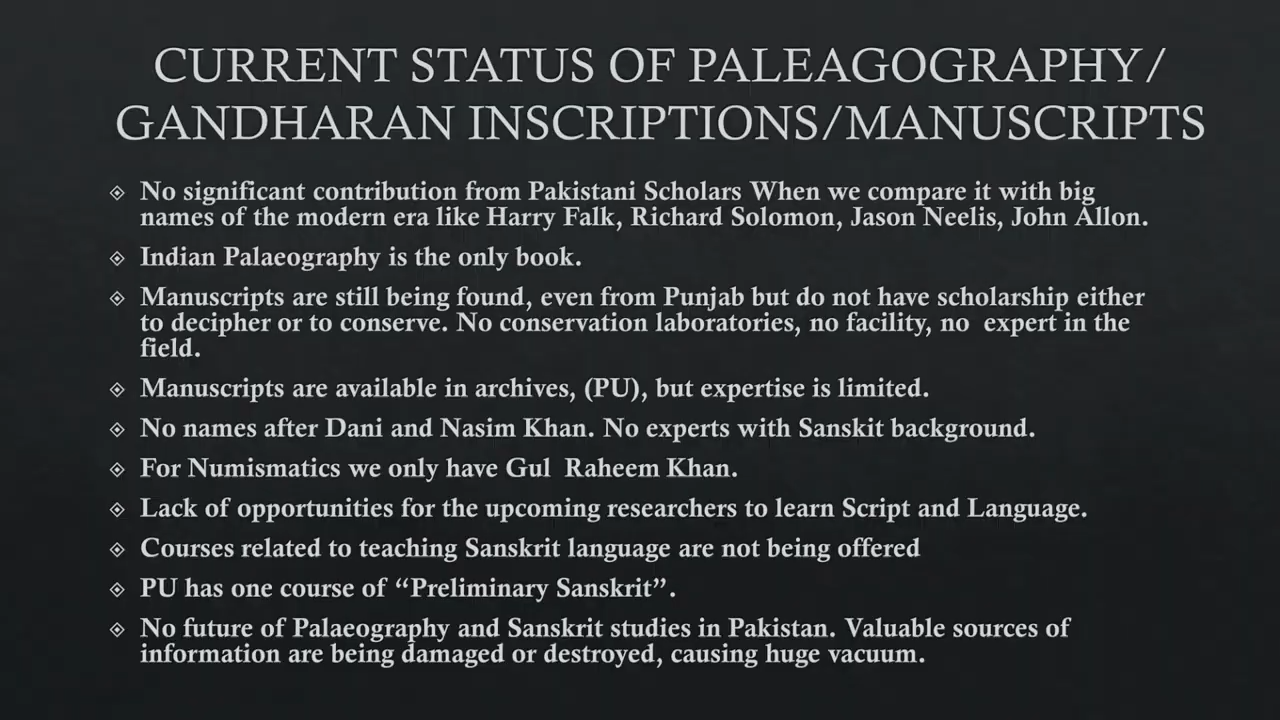 CURRENT STATUS OF PALEAGOGRAPHY/
GANDHARAN INSCRIPTIONS/MANUSCRIPTS
No significant contribution from Pakistani Scholars When we compare it with big
names of the modern era like Harry Falk, Richard Solomon, Jason Neelis, John Allon.
Indian Palaeography is the only book.
Manuscripts are still being found, even from Punjab but do not have scholarship either
to decipher or to conserve. No conservation laboratories, no facility, no expert in the
field.
Manuscripts are available in archives, (PU), but expertise is limited.
No names after Dani and Nasim Khan. No experts with Sanskit background.
For Numismatics we only have Gul Raheem Khan.
Lack of opportunities for the upcoming researchers to learn Script and Language.
Courses related to teaching Sanskrit language are not being offered
PU has one course of “Preliminary Sanskrit”.
No future of Palaeography and Sanskrit studies in Pakistan. Valuable sources of
information are being damaged or destroyed, causing huge vacuum.